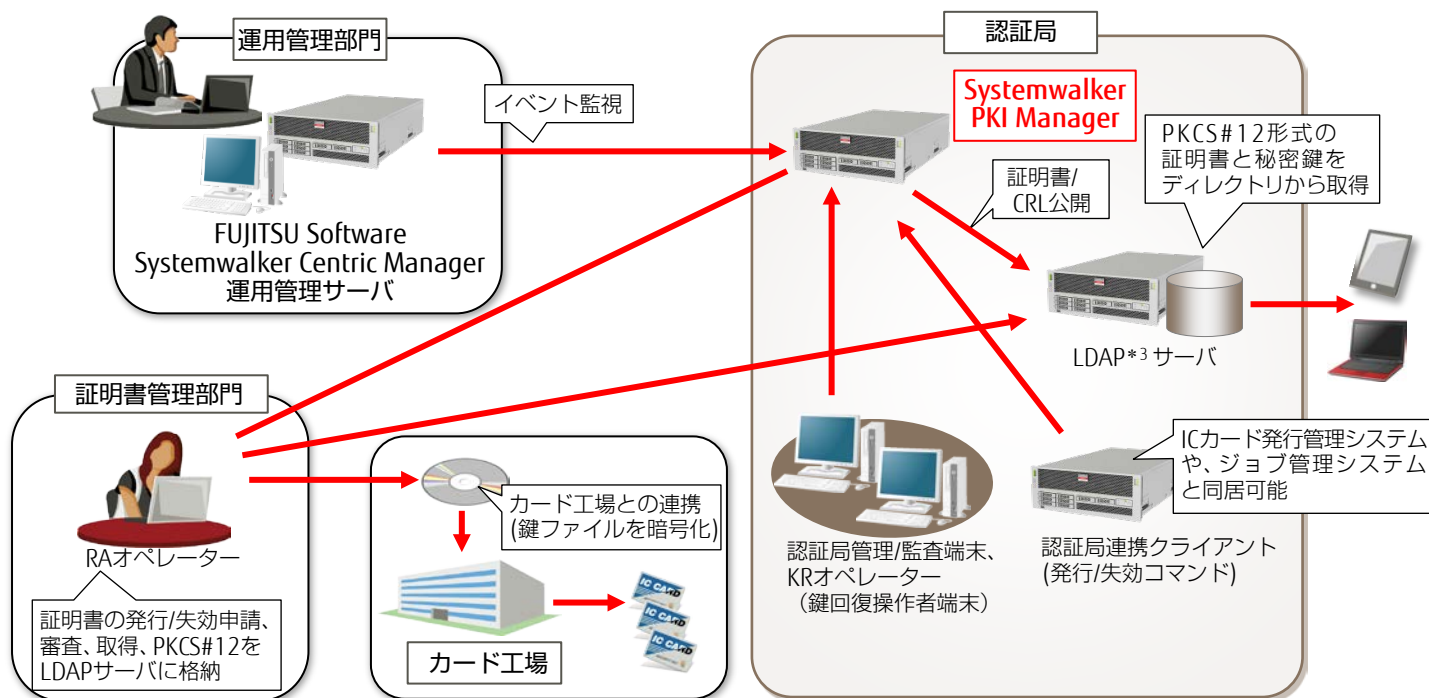 運用管理部門
イベント監視
FUJITSU Software
Systemwalker Centric Manager
運用管理サーバ
認証局
Systemwalker
PKI Manager
PKCS#12形式の
証明書と秘密鍵を
ディレクトリから取得
証明書/
CRL公開
LDAP*3 サーバ
ICカード発行管理システム
や、ジョブ管理システム
と同居可能
認証局管理/監査端末、
KRオペレーター
（鍵回復操作者端末）
認証局連携クライアント
(発行/失効コマンド)
証明書管理部門
RAオペレーター
証明書の発行/失効申請、
審査、取得、PKCS#12を
LDAPサーバに格納
カード工場との連携
(鍵ファイルを暗号化)
IC CARD
IC CARD
IC CARD
カード工場